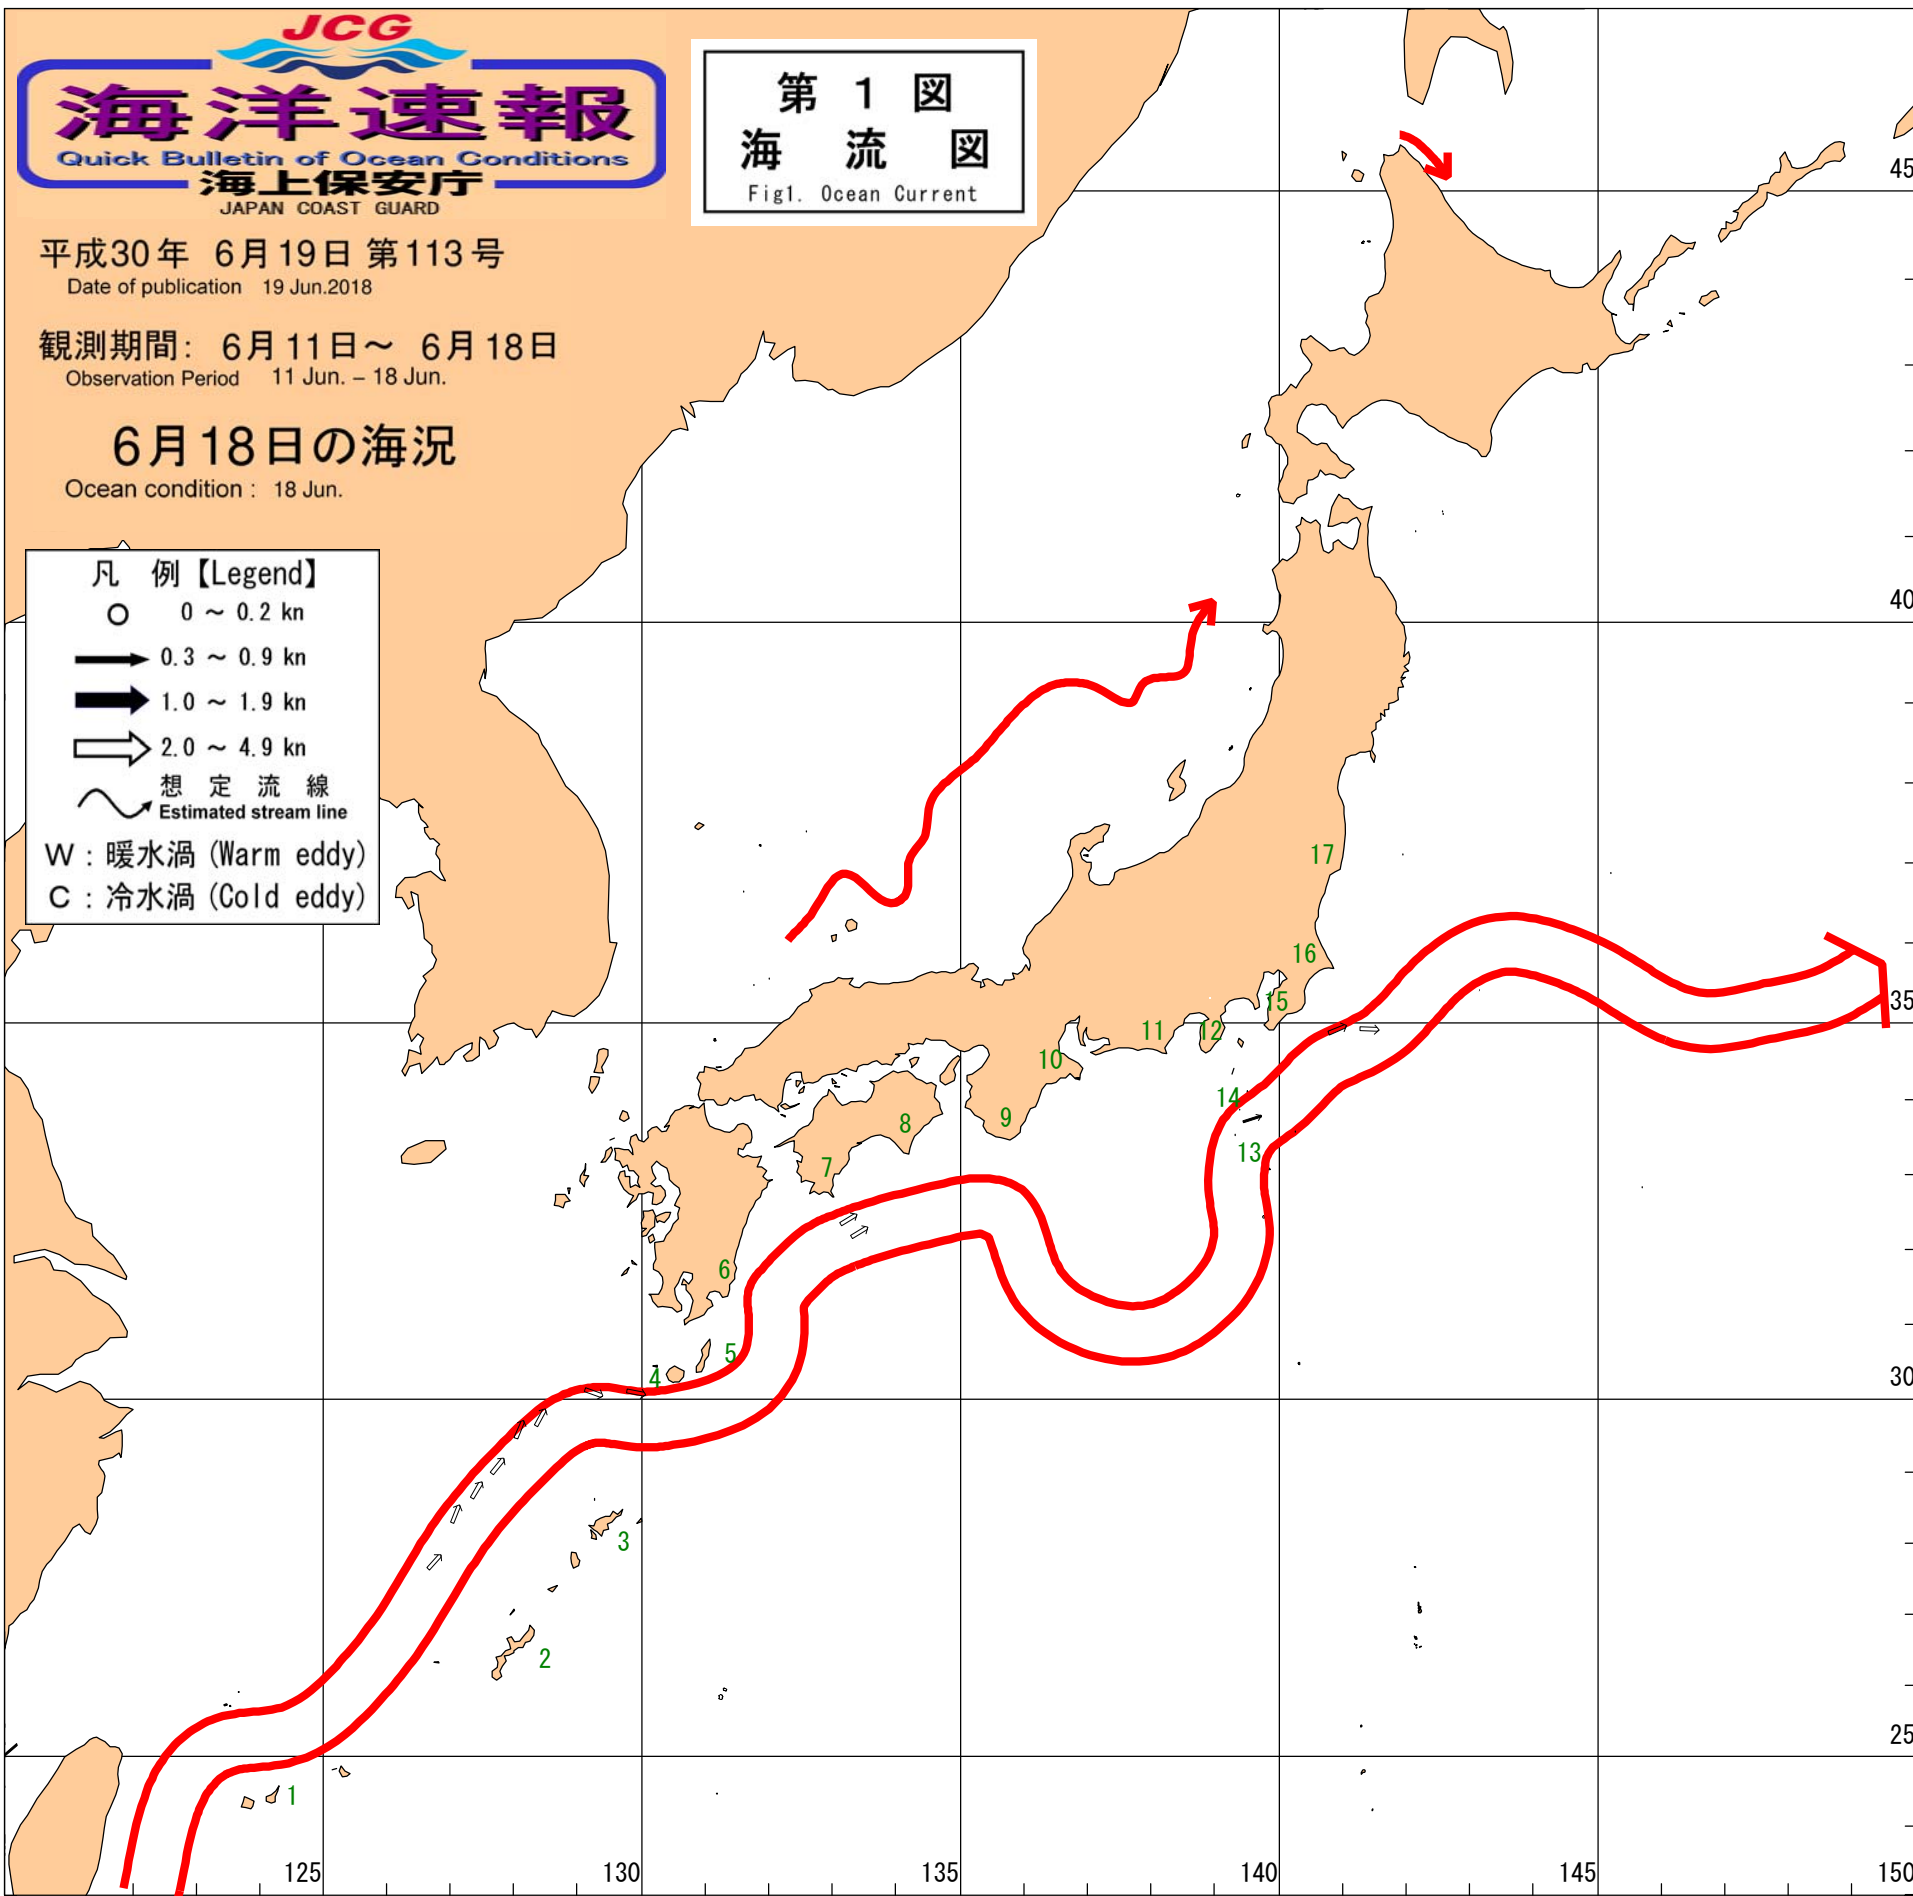 JCG
海洋速報
Quick Bulletin of Ocean Conditions
海上保安庁
JAPAN COAST GUARD
第 1 図
海 流 図
Fig1. Ocean Current
平成30年 6月19日 第113号
Date of publication 19 Jun.2018
観測期間: 6月11日～ 6月18日
Observation Period 11 Jun. – 18 Jun.
6月18日の海況
Ocean condition : 18 Jun.
凡 例【Legend】
0 ～ 0.2 kn
0.3 ～ 0.9 kn
1.0 ～ 1.9 kn
2.0 ～ 4.9 kn
想 定 流 線
Estimated stream line
W : 暖水渦 (Warm eddy)
C : 冷水渦 (Cold eddy)
45
40
35
30
25
17
16
15
14
13
12
11
10
9
8
7
6
5
4
3
2
1
125
130
135
140
145
150